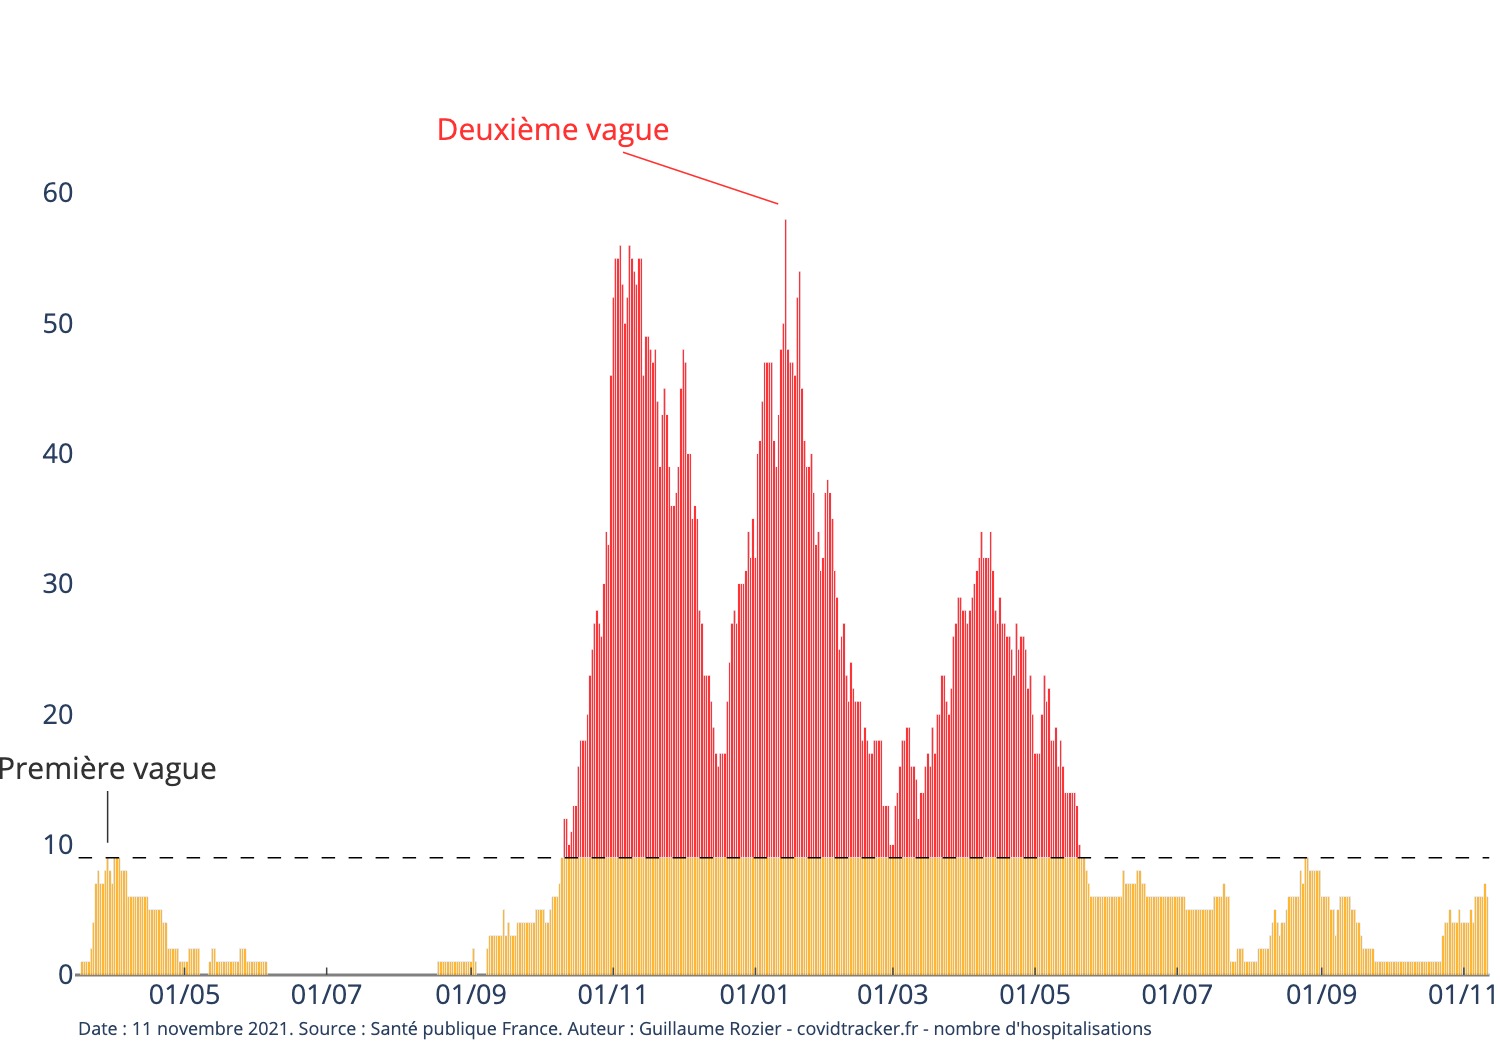 Deuxième vague
60
50
40
30
20
Première vague
10
0
01/05 01/07 01/09 01/11 01/01 01/03 01/05 01/07 01/09 01/11
Date : 11 novembre 2021. Source : Santé publique France. Auteur : Guillaume Rozier - covidtracker.fr - nombre d'hospitalisations